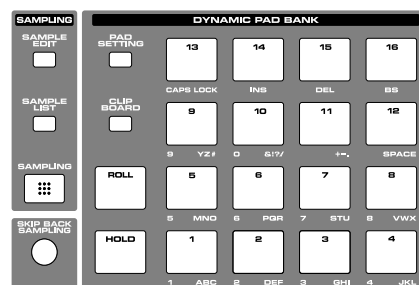 SAMPLING DYNAMIC PAD BANK
SAMPLE EDIT
PAD SETTING
13 14 15 16
CAPS LOCK INS DEL BS
SAMPLE LIST
CLIP BOARD
9 10 11 12
9 YZ# 0 &!?/ +-, SPACE
SAMPLING
ROLL 5 6 7 8
5 MNO 6 PQR 7 STU 8 VWX
SKIP BACK SAMPLING
HOLD 1 2 3 4
1 ABC 2 DEF 3 GHI 4 JKL